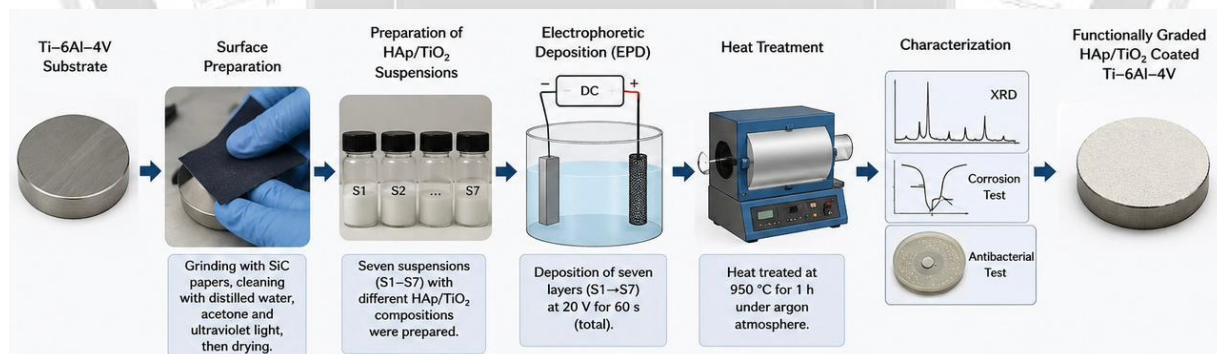 Ti–6Al–4V
Substrate
Surface
Preparation
Preparation of
HAp/TiO₂
Suspensions
Electrophoretic
Deposition (EPD)
Heat Treatment
Characterization
Functionally Graded
HAp/TiO₂ Coated
Ti–6Al–4V
S1
S2
...
S7
−
DC
+
XRD
Corrosion
Test
Antibacterial
Test
Grinding with SiC
papers, cleaning
with distilled water,
acetone and
ultraviolet light,
then drying.
Seven suspensions
(S1–S7) with
different HAp/TiO₂
compositions
were prepared.
Deposition of seven
layers (S1→S7)
at 20 V for 60 s
(total).
Heat treated at
950 °C for 1 h
under argon
atmosphere.